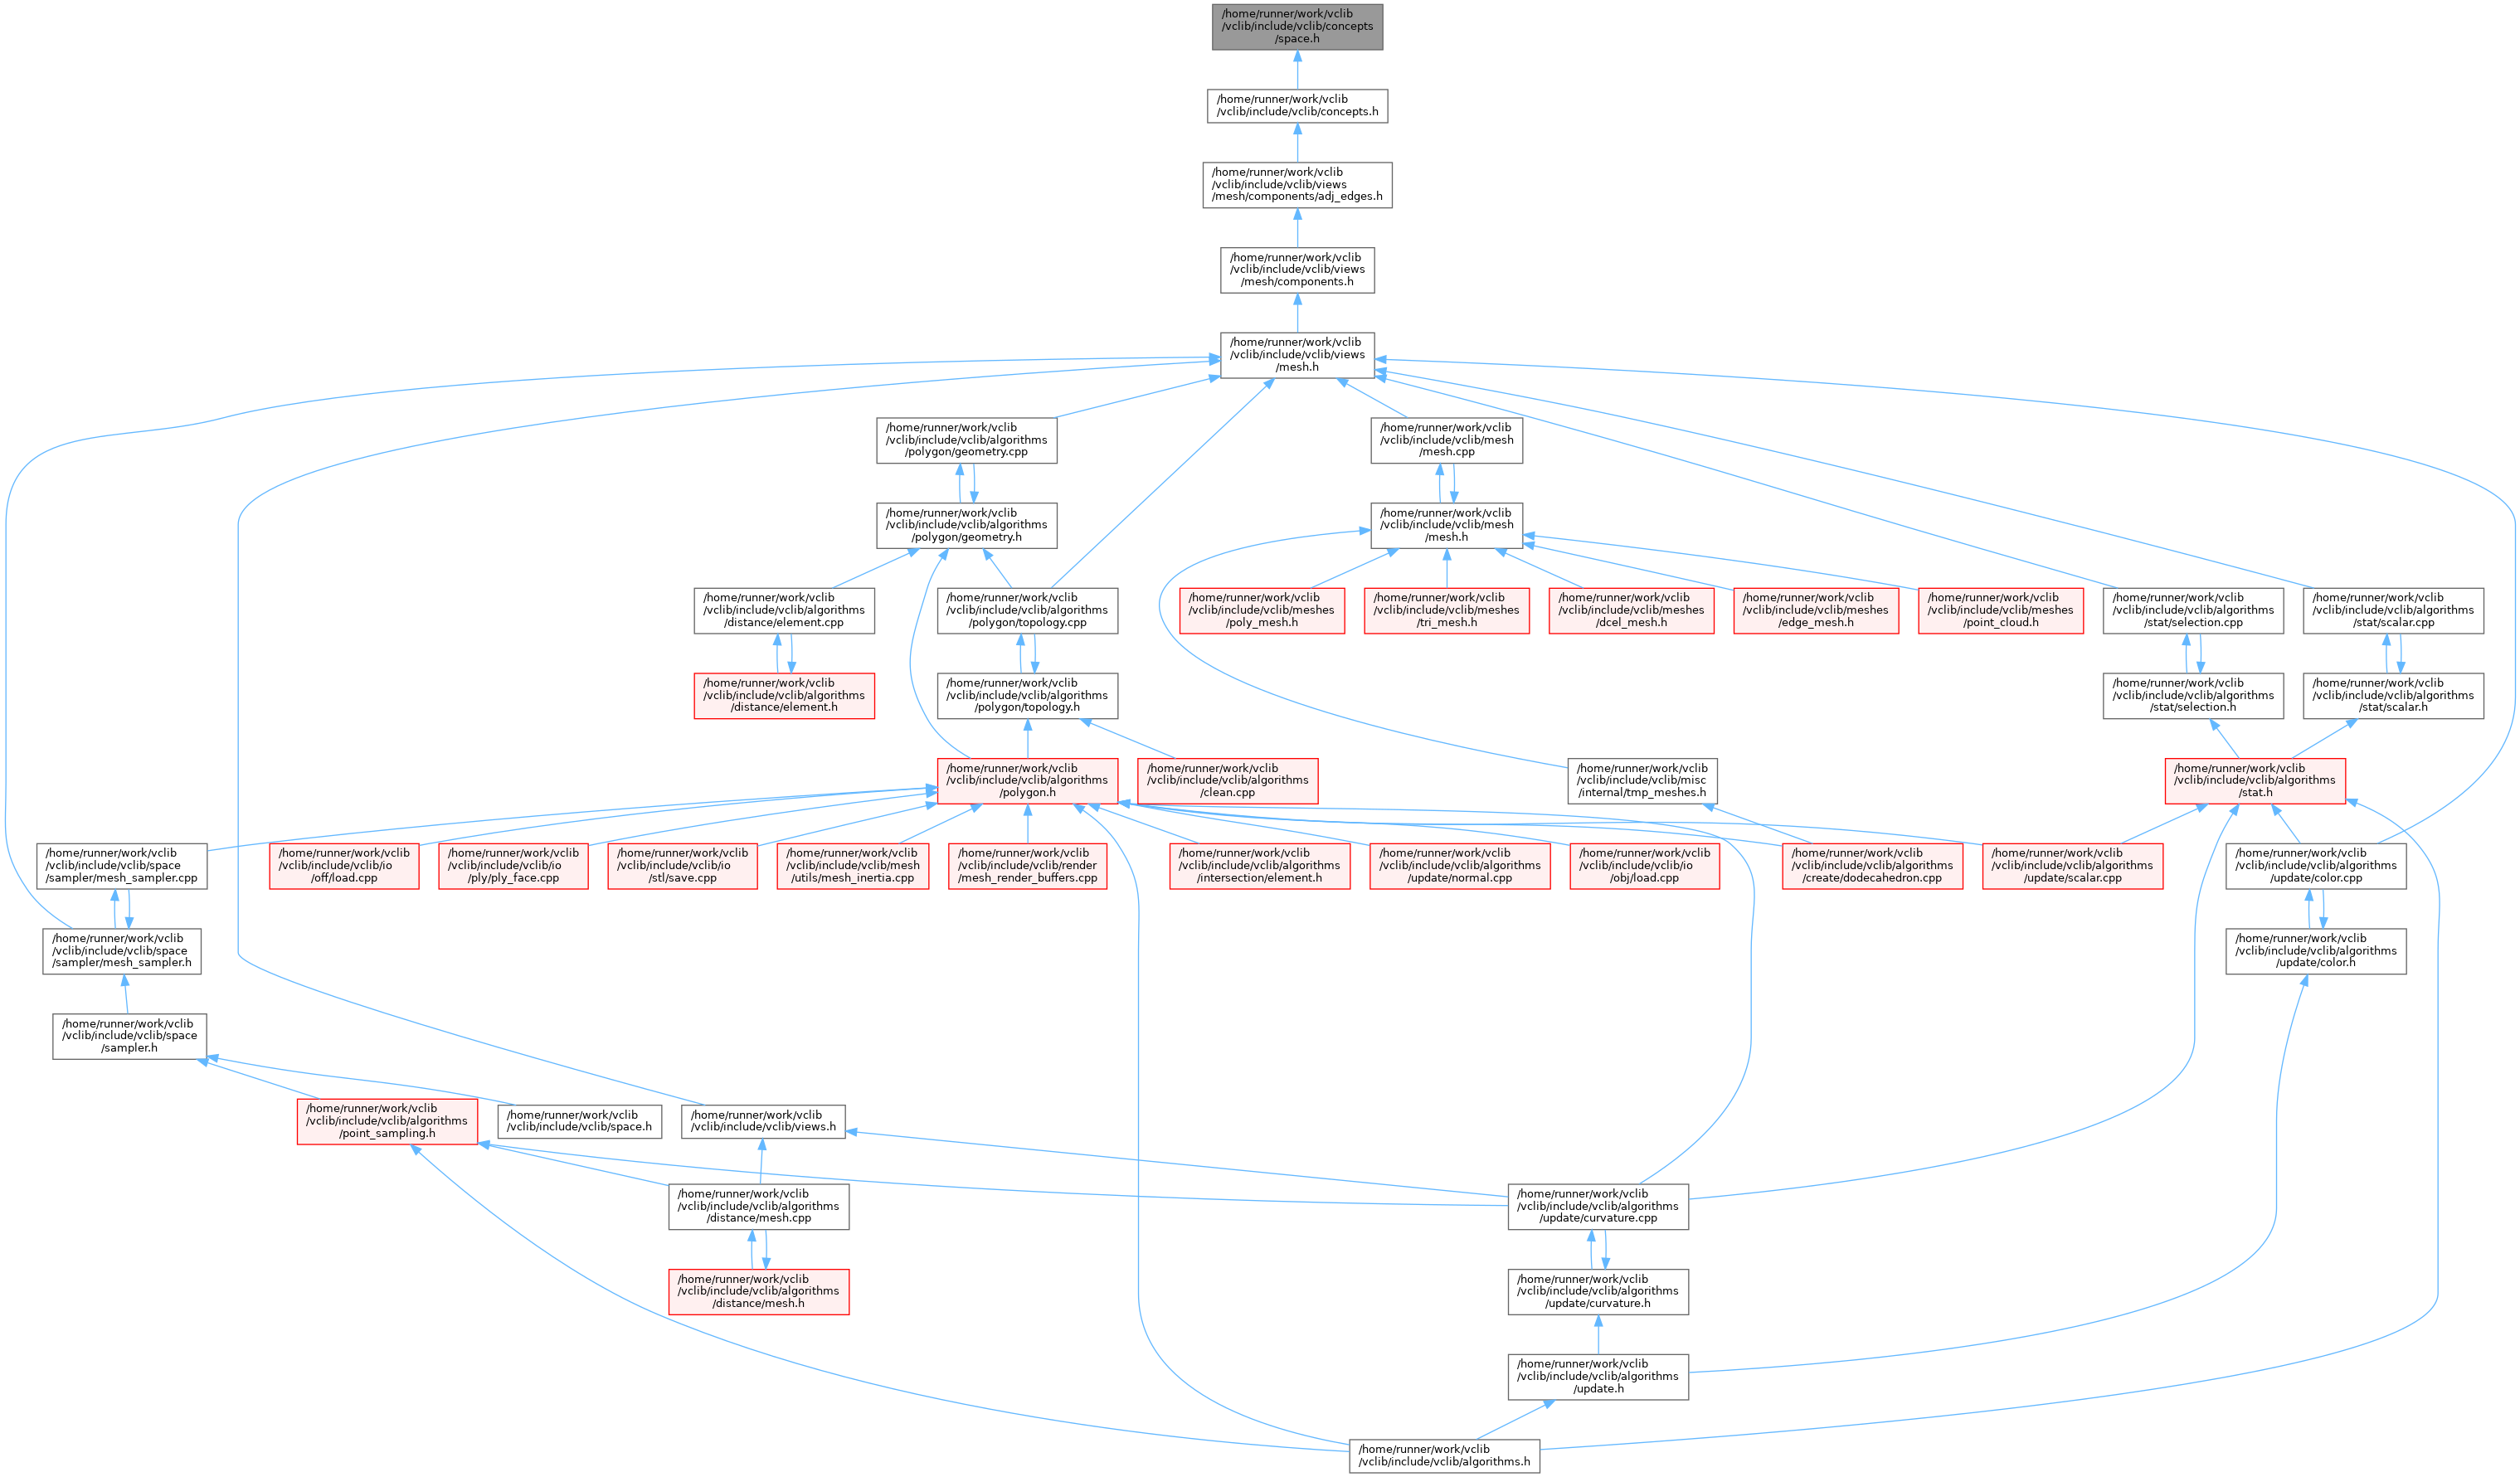 /home/runner/work/vclib
/vclib/include/vclib/concepts
/space.h
/home/runner/work/vclib
/vclib/include/vclib/concepts.h
/home/runner/work/vclib
/vclib/include/vclib/views
/mesh/components/adj_edges.h
/home/runner/work/vclib
/vclib/include/vclib/views
/mesh/components.h
/home/runner/work/vclib
/vclib/include/vclib/views
/mesh.h
/home/runner/work/vclib
/vclib/include/vclib/algorithms
/polygon/geometry.cpp
/home/runner/work/vclib
/vclib/include/vclib/mesh
/mesh.cpp
/home/runner/work/vclib
/vclib/include/vclib/algorithms
/polygon/geometry.h
/home/runner/work/vclib
/vclib/include/vclib/mesh
/mesh.h
/home/runner/work/vclib
/vclib/include/vclib/algorithms
/distance/element.cpp
/home/runner/work/vclib
/vclib/include/vclib/algorithms
/polygon/topology.cpp
/home/runner/work/vclib
/vclib/include/vclib/meshes
/poly_mesh.h
/home/runner/work/vclib
/vclib/include/vclib/meshes
/tri_mesh.h
/home/runner/work/vclib
/vclib/include/vclib/meshes
/dcel_mesh.h
/home/runner/work/vclib
/vclib/include/vclib/meshes
/edge_mesh.h
/home/runner/work/vclib
/vclib/include/vclib/meshes
/point_cloud.h
/home/runner/work/vclib
/vclib/include/vclib/algorithms
/stat/selection.cpp
/home/runner/work/vclib
/vclib/include/vclib/algorithms
/stat/scalar.cpp
/home/runner/work/vclib
/vclib/include/vclib/algorithms
/distance/element.h
/home/runner/work/vclib
/vclib/include/vclib/algorithms
/polygon/topology.h
/home/runner/work/vclib
/vclib/include/vclib/algorithms
/stat/selection.h
/home/runner/work/vclib
/vclib/include/vclib/algorithms
/stat/scalar.h
/home/runner/work/vclib
/vclib/include/vclib/algorithms
/polygon.h
/home/runner/work/vclib
/vclib/include/vclib/algorithms
/clean.cpp
/home/runner/work/vclib
/vclib/include/vclib/misc
/internal/tmp_meshes.h
/home/runner/work/vclib
/vclib/include/vclib/algorithms
/stat.h
/home/runner/work/vclib
/vclib/include/vclib/space
/sampler/mesh_sampler.cpp
/home/runner/work/vclib
/vclib/include/vclib/io
/off/load.cpp
/home/runner/work/vclib
/vclib/include/vclib/io
/ply/ply_face.cpp
/home/runner/work/vclib
/vclib/include/vclib/io
/stl/save.cpp
/home/runner/work/vclib
/vclib/include/vclib/mesh
/utils/mesh_inertia.cpp
/home/runner/work/vclib
/vclib/include/vclib/render
/mesh_render_buffers.cpp
/home/runner/work/vclib
/vclib/include/vclib/algorithms
/intersection/element.h
/home/runner/work/vclib
/vclib/include/vclib/algorithms
/update/normal.cpp
/home/runner/work/vclib
/vclib/include/vclib/io
/obj/load.cpp
/home/runner/work/vclib
/vclib/include/vclib/algorithms
/create/dodecahedron.cpp
/home/runner/work/vclib
/vclib/include/vclib/algorithms
/update/scalar.cpp
/home/runner/work/vclib
/vclib/include/vclib/algorithms
/update/color.cpp
/home/runner/work/vclib
/vclib/include/vclib/space
/sampler/mesh_sampler.h
/home/runner/work/vclib
/vclib/include/vclib/algorithms
/update/color.h
/home/runner/work/vclib
/vclib/include/vclib/space
/sampler.h
/home/runner/work/vclib
/vclib/include/vclib/algorithms
/point_sampling.h
/home/runner/work/vclib
/vclib/include/vclib/space.h
/home/runner/work/vclib
/vclib/include/vclib/views.h
/home/runner/work/vclib
/vclib/include/vclib/algorithms
/distance/mesh.cpp
/home/runner/work/vclib
/vclib/include/vclib/algorithms
/update/curvature.cpp
/home/runner/work/vclib
/vclib/include/vclib/algorithms
/distance/mesh.h
/home/runner/work/vclib
/vclib/include/vclib/algorithms
/update/curvature.h
/home/runner/work/vclib
/vclib/include/vclib/algorithms
/update.h
/home/runner/work/vclib
/vclib/include/vclib/algorithms.h